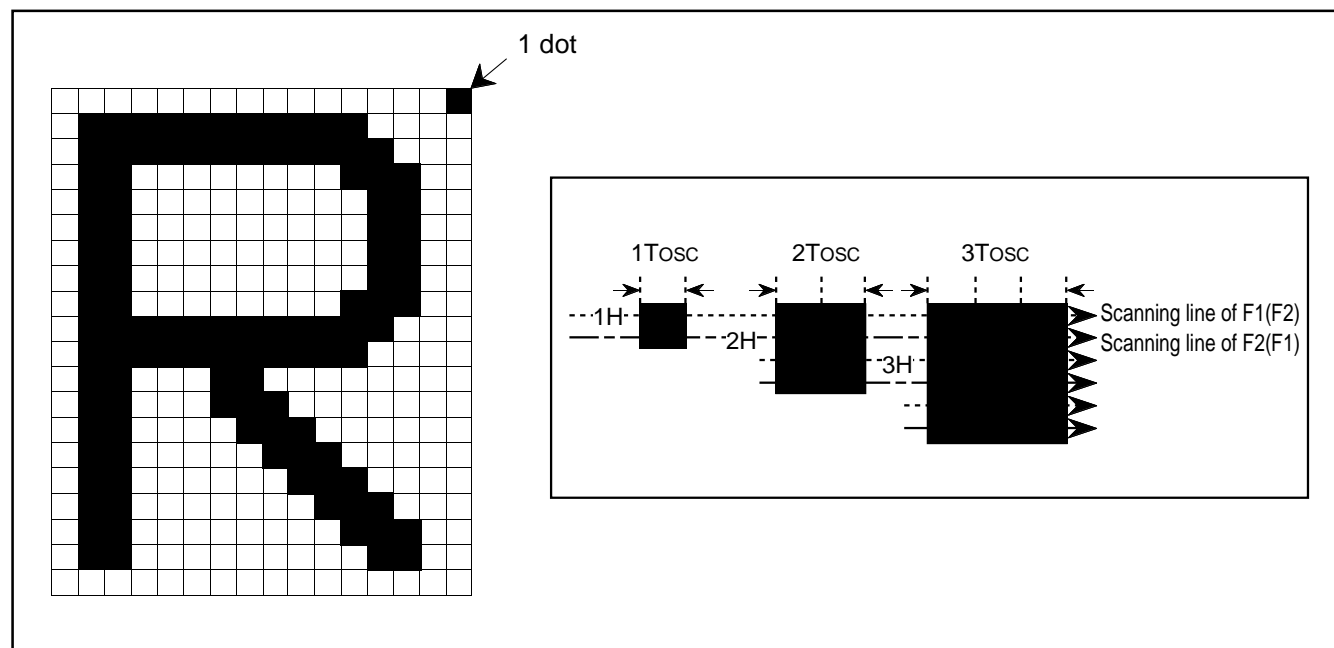 1 dot
1TOSC 2TOSC 3TOSC
1H Scanning line of F1(F2)
2H Scanning line of F2(F1)
3H